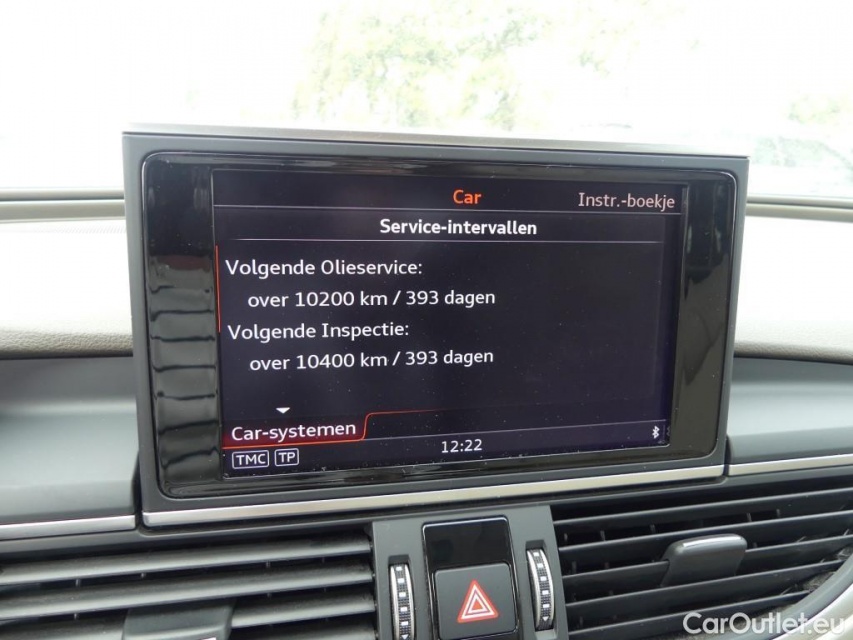 Car
Instr.-boekje
Service-intervallen
Volgende Olieservice:
over 10200 km / 393 dagen
Volgende Inspectie:
over 10400 km / 393 dagen
Car-systemen
TMC TP
12:22
CarOutlet.eu